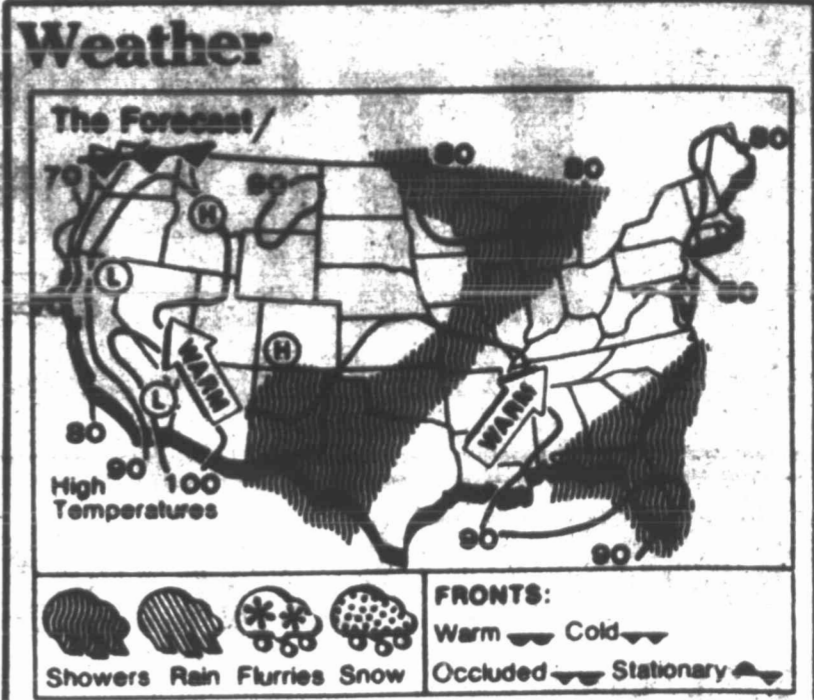 Weather
The Forecast/
80
80
80
70
90
H
L
80
WARM
H
WARM
L
80
90
100
High
Temperatures
90
90
FRONTS:
Warm Cold
Showers Rain Flurries Snow
Occluded Stationary